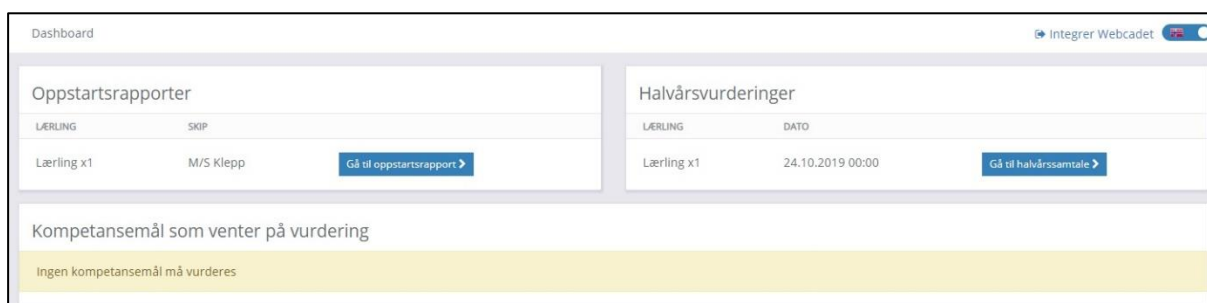 Dashboard
Integrer Webcadet
Oppstartsrapporter
LÆRLING SKIP
Lærling x1 M/S Klepp Gå til oppstartsrapport
Halvårsvurderinger
LÆRLING DATO
Lærling x1 24.10.2019 00:00 Gå til halvårssamtale
Kompetansemål som venter på vurdering
Ingen kompetansemål må vurderes